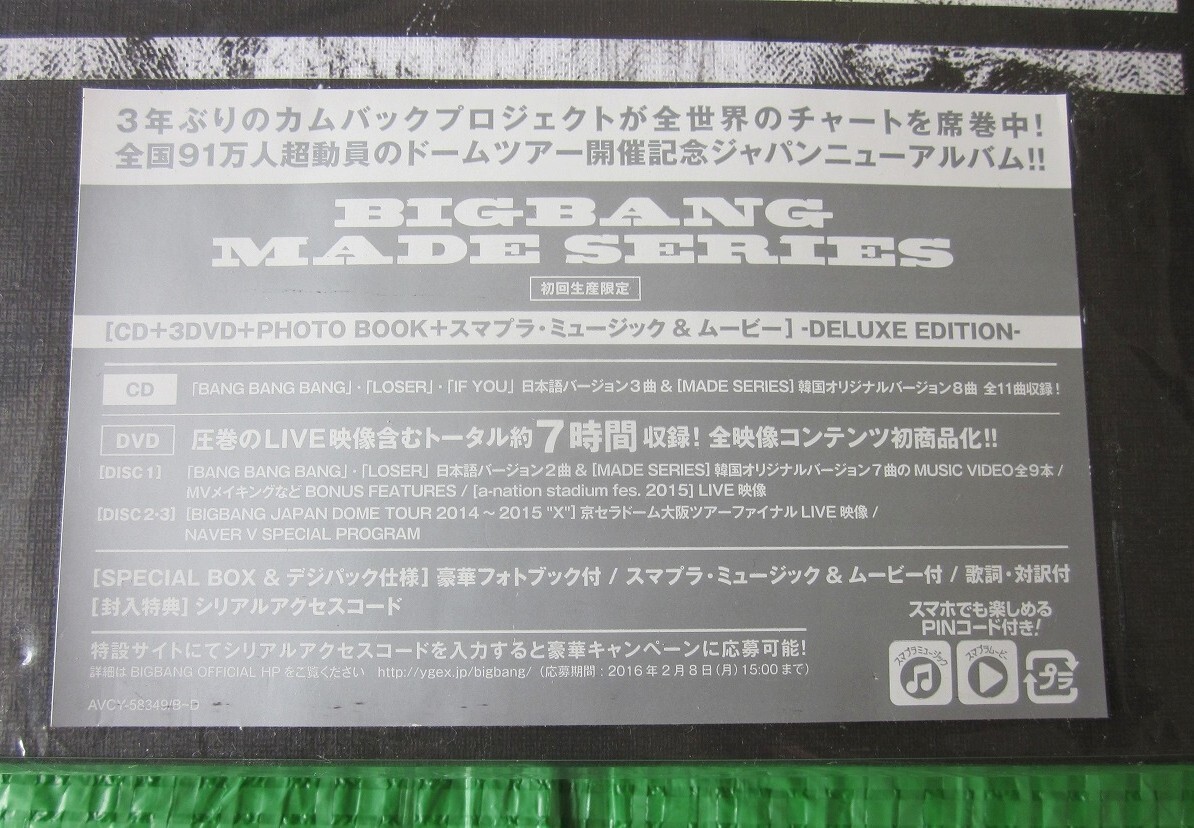 3年ぶりのカムバックプロジェクトが全世界のチャートを席巻中!
全国91万人超動員のドームツアー開催記念ジャパンニューアルバム!!
BIGBANG
MADE SERIES
初回生産限定
[CD+3DVD+PHOTO BOOK+スマプラ・ミュージック & ムービー] -DELUXE EDITION-
CD 「BANG BANG BANG」・「LOSER」・「IF YOU」日本語バージョン3曲 & [MADE SERIES] 韓国オリジナルバージョン8曲 全11曲収録!
DVD 圧巻のLIVE映像含むトータル約7時間収録! 全映像コンテンツ初商品化!!
[DISC 1] 「BANG BANG BANG」・「LOSER」日本語バージョン2曲 & [MADE SERIES] 韓国オリジナルバージョン7曲の MUSIC VIDEO全9本 /
MVメイキングなど BONUS FEATURES / [a-nation stadium fes. 2015] LIVE 映像
[DISC 2・3] [BIGBANG JAPAN DOME TOUR 2014～2015 "X"] 京セラドーム大阪ツアーファイナル LIVE 映像 /
NAVER V SPECIAL PROGRAM
[SPECIAL BOX & デジパック仕様] 豪華フォトブック付 / スマプラ・ミュージック & ムービー付 / 歌詞・対訳付
[封入特典] シリアルアクセスコード
スマホでも楽しめる
PINコード付き!
特設サイトにてシリアルアクセスコードを入力すると豪華キャンペーンに応募可能!
詳細は BIGBANG OFFICIAL HP をご覧ください http://ygex.jp/bigbang/ (応募期間:2016年2月8日(月)15:00まで)
スマプラミュージック
スマプラムービー
プラ
AVCY-58349/B~D